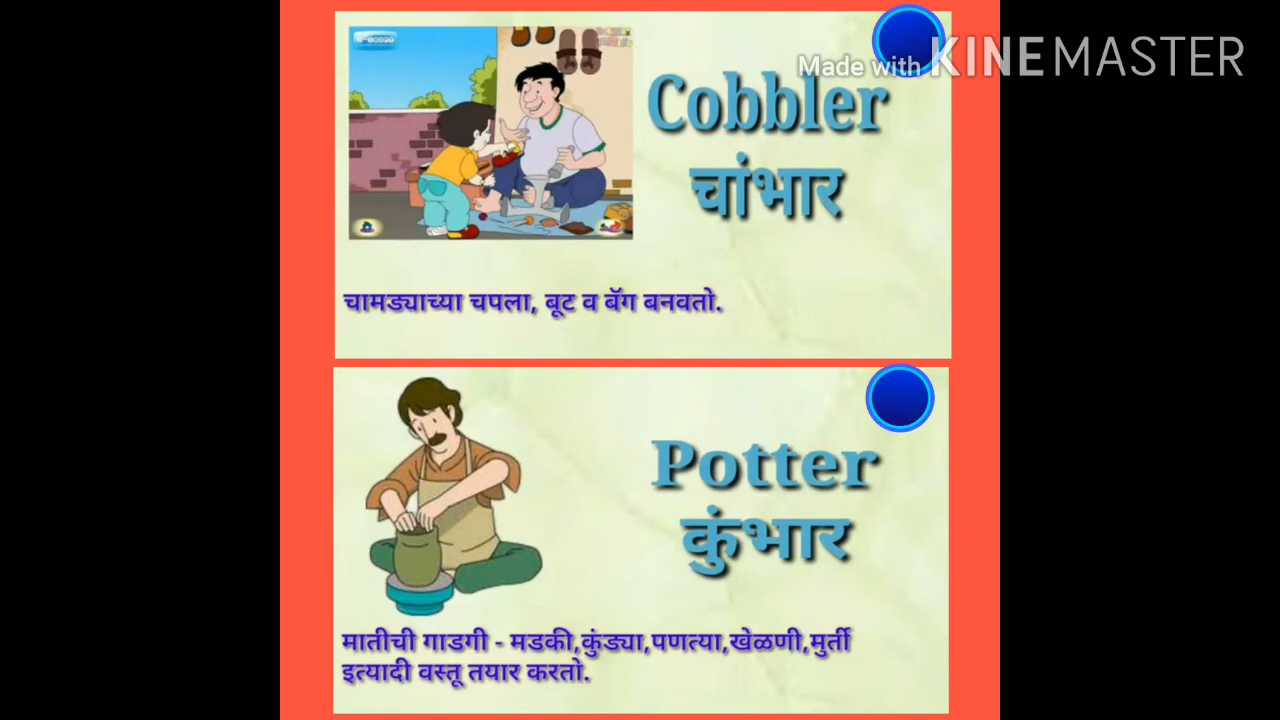 Made with KINEMASTER
Cobbler
चांभार
चामड्याच्या चपला, बूट व बॅग बनवतो.
Potter
कुंभार
मातीची गाडगी - मडकी,कुंड्या,पणत्या,खेळणी,मुर्ती
इत्यादी वस्तू तयार करतो.